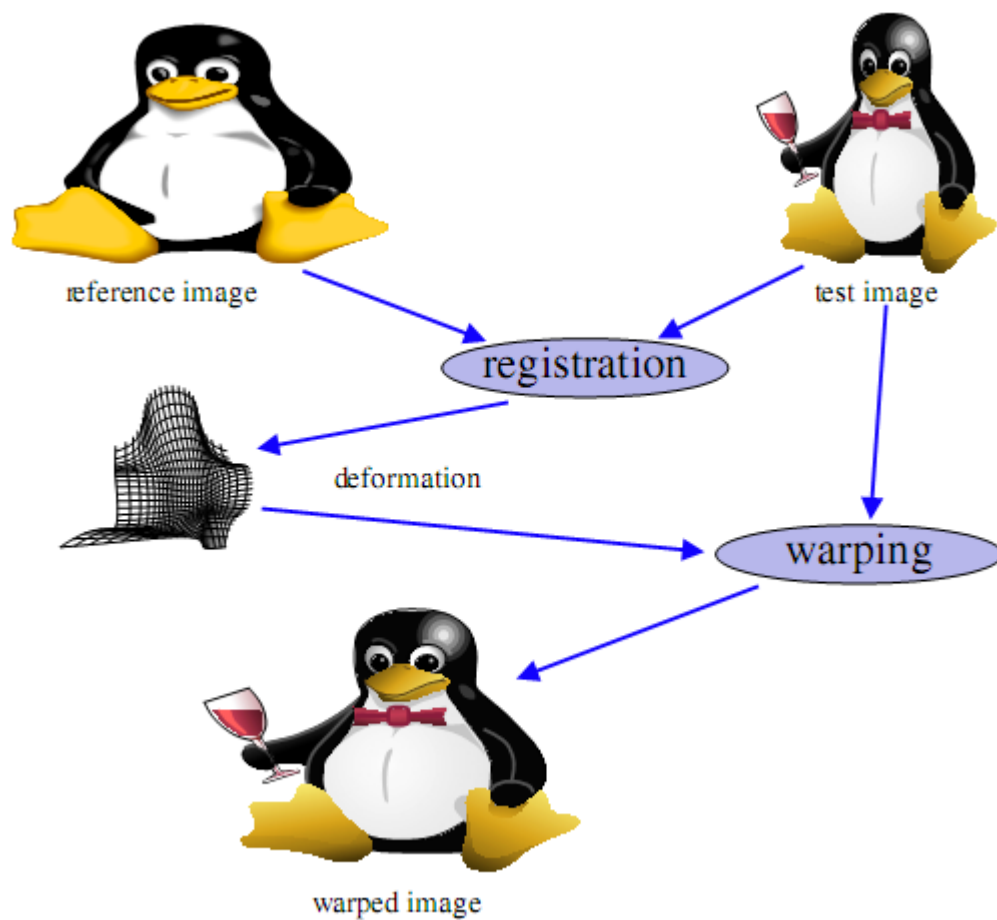 reference image
test image
registration
deformation
warping
warped image